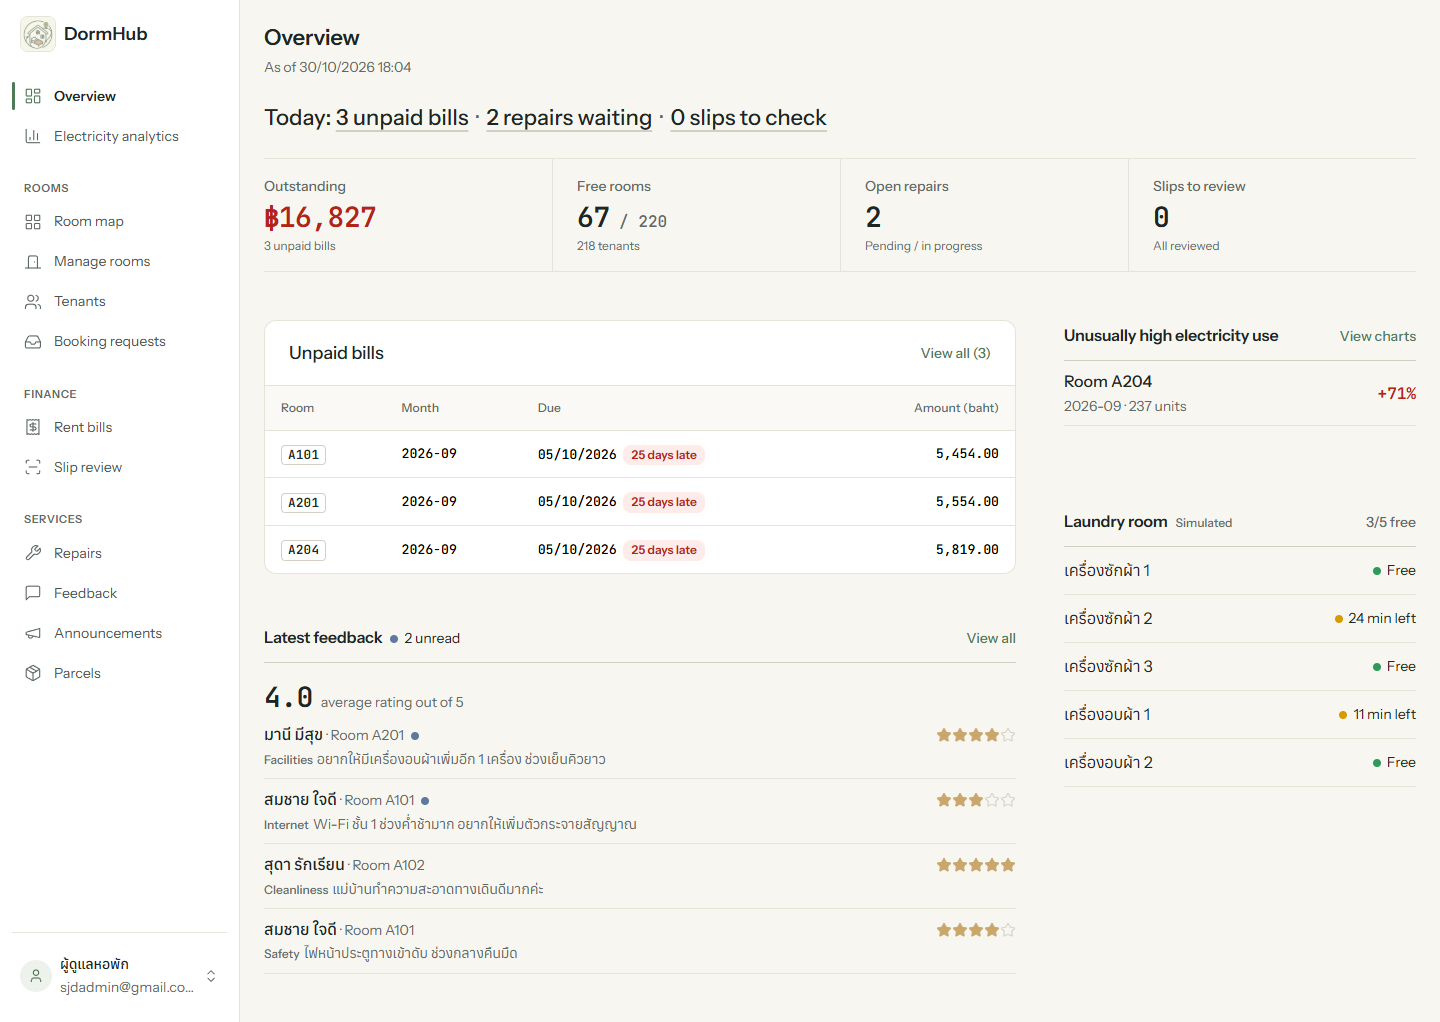 DormHub
Overview
Electricity analytics
ROOMS
Room map
Manage rooms
Tenants
Booking requests
FINANCE
Rent bills
Slip review
SERVICES
Repairs
Feedback
Announcements
Parcels
ผู้ดูแลหอพัก
sjdadmin@gmail.co...
Overview
As of 30/10/2026 18:04
Today: 3 unpaid bills · 2 repairs waiting · 0 slips to check
Outstanding
฿16,827
3 unpaid bills
Free rooms
67 / 220
218 tenants
Open repairs
2
Pending / in progress
Slips to review
0
All reviewed
Unpaid bills
View all (3)
Room Month Due Amount (baht)
A101 2026-09 05/10/2026 25 days late 5,454.00
A201 2026-09 05/10/2026 25 days late 5,554.00
A204 2026-09 05/10/2026 25 days late 5,819.00
Latest feedback 2 unread View all
4.0 average rating out of 5
มานี มีสุข · Room A201
Facilities อยากให้มีเครื่องอบผ้าเพิ่มอีก 1 เครื่อง ช่วงเย็นคิวยาว
สมชาย ใจดี · Room A101
Internet Wi-Fi ชั้น 1 ช่วงค่ำช้ามาก อยากให้เพิ่มตัวกระจายสัญญาณ
สุดา รักเรียน · Room A102
Cleanliness แม่บ้านทำความสะอาดทางเดินดีมากค่ะ
สมชาย ใจดี · Room A101
Safety ไฟหน้าประตูทางเข้าดับ ช่วงกลางคืนมืด
Unusually high electricity use View charts
Room A204
2026-09 · 237 units
+71%
Laundry room Simulated 3/5 free
เครื่องซักผ้า 1 Free
เครื่องซักผ้า 2 24 min left
เครื่องซักผ้า 3 Free
เครื่องอบผ้า 1 11 min left
เครื่องอบผ้า 2 Free